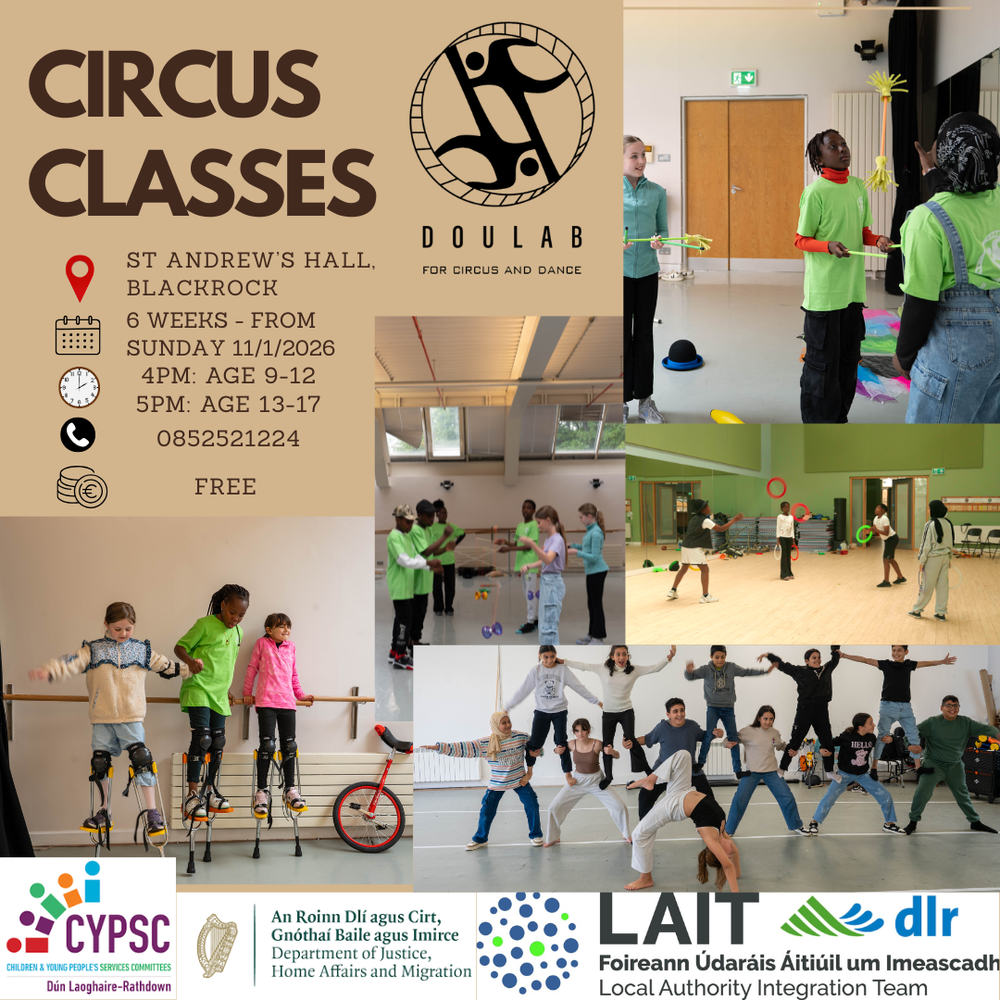 CIRCUS
CLASSES
DOULAB
FOR CIRCUS AND DANCE
ST ANDREW'S HALL,
BLACKROCK
6 WEEKS - FROM
SUNDAY 11/1/2026
4PM: AGE 9-12
5PM: AGE 13-17
0852521224
FREE
HELLO
CYPSC
CHILDREN & YOUNG PEOPLE'S SERVICES COMMITTEES
Dún Laoghaire-Rathdown
An Roinn Dlí agus Cirt,
Gnóthaí Baile agus Imirce
Department of Justice,
Home Affairs and Migration
LAIT
dlr
Foireann Údaráis Áitiúil um Imeascadh
Local Authority Integration Team